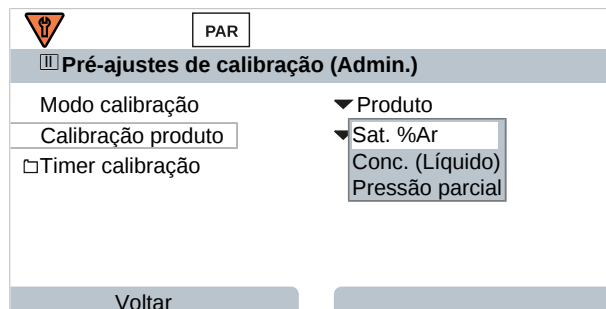 PAR
II Pré-ajustes de calibração (Admin.)
Modo calibração Produto
Calibração produto Sat. %Ar
Conc. (Líquido)
Timer calibração
Pressão parcial
Voltar